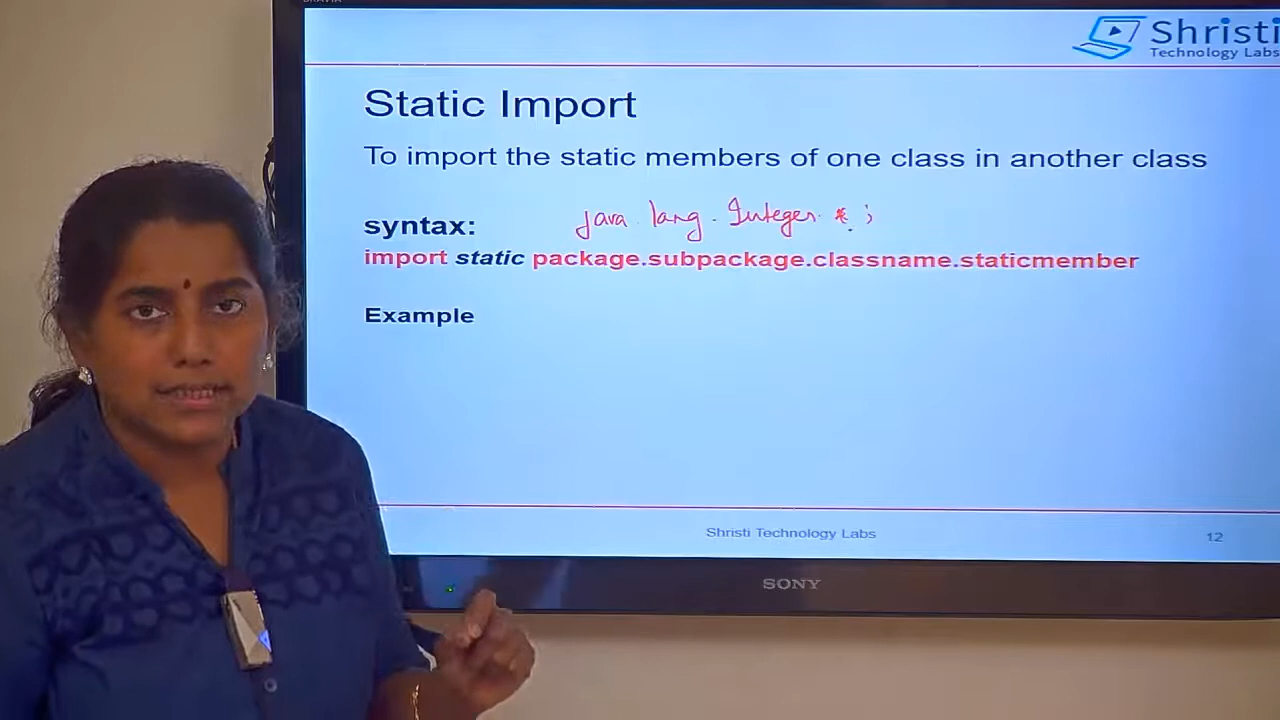 Shristi
Technology Labs
Static Import
To import the static members of one class in another class
java.lang.Integer.*;
syntax:
import static package.subpackage.classname.staticmember
Example
Shristi Technology Labs
12
SONY